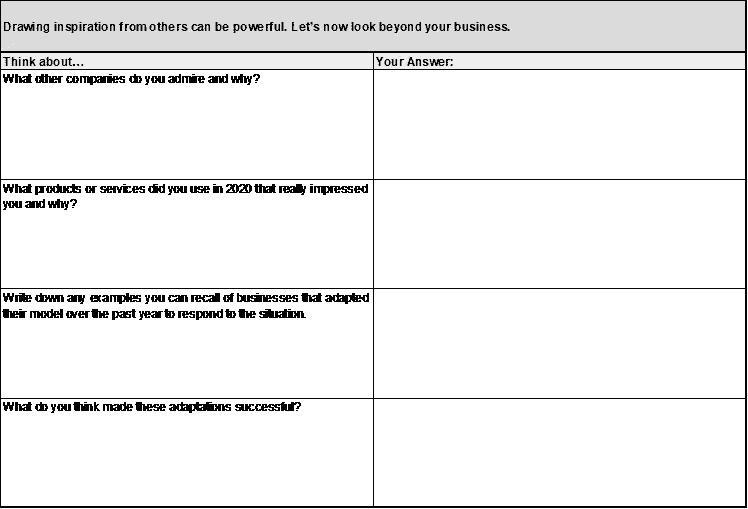 Drawing inspiration from others can be powerful. Let's now look beyond your business.
Think about...
Your Answer:
What other companies do you admire and why?
What products or services did you use in 2020 that really impressed
you and why?
Write down any examples you can recall of businesses that adapted
their model over the past year to respond to the situation.
What do you think made these adaptations successful?